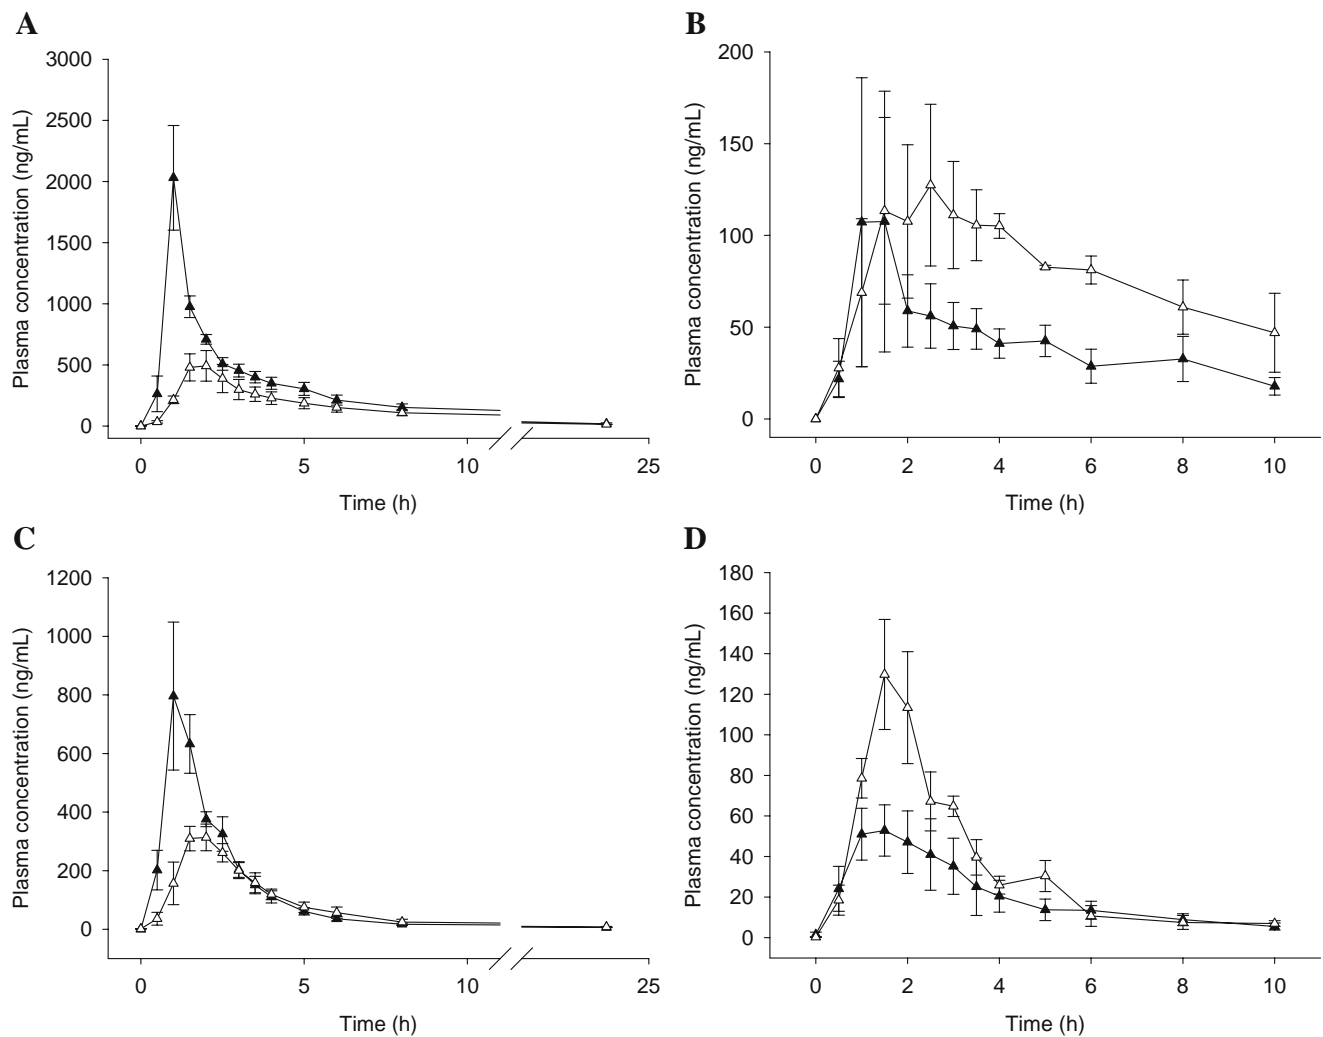 A
Plasma concentration (ng/mL)
3000
2500
2000
1500
1000
500
0
0 5 10 25
Time (h)
B
Plasma concentration (ng/mL)
200
150
100
50
0
0 2 4 6 8 10
Time (h)
C
Plasma concentration (ng/mL)
1200
1000
800
600
400
200
0
0 5 10 25
Time (h)
D
Plasma concentration (ng/mL)
180
160
140
120
100
80
60
40
20
0
0 2 4 6 8 10
Time (h)